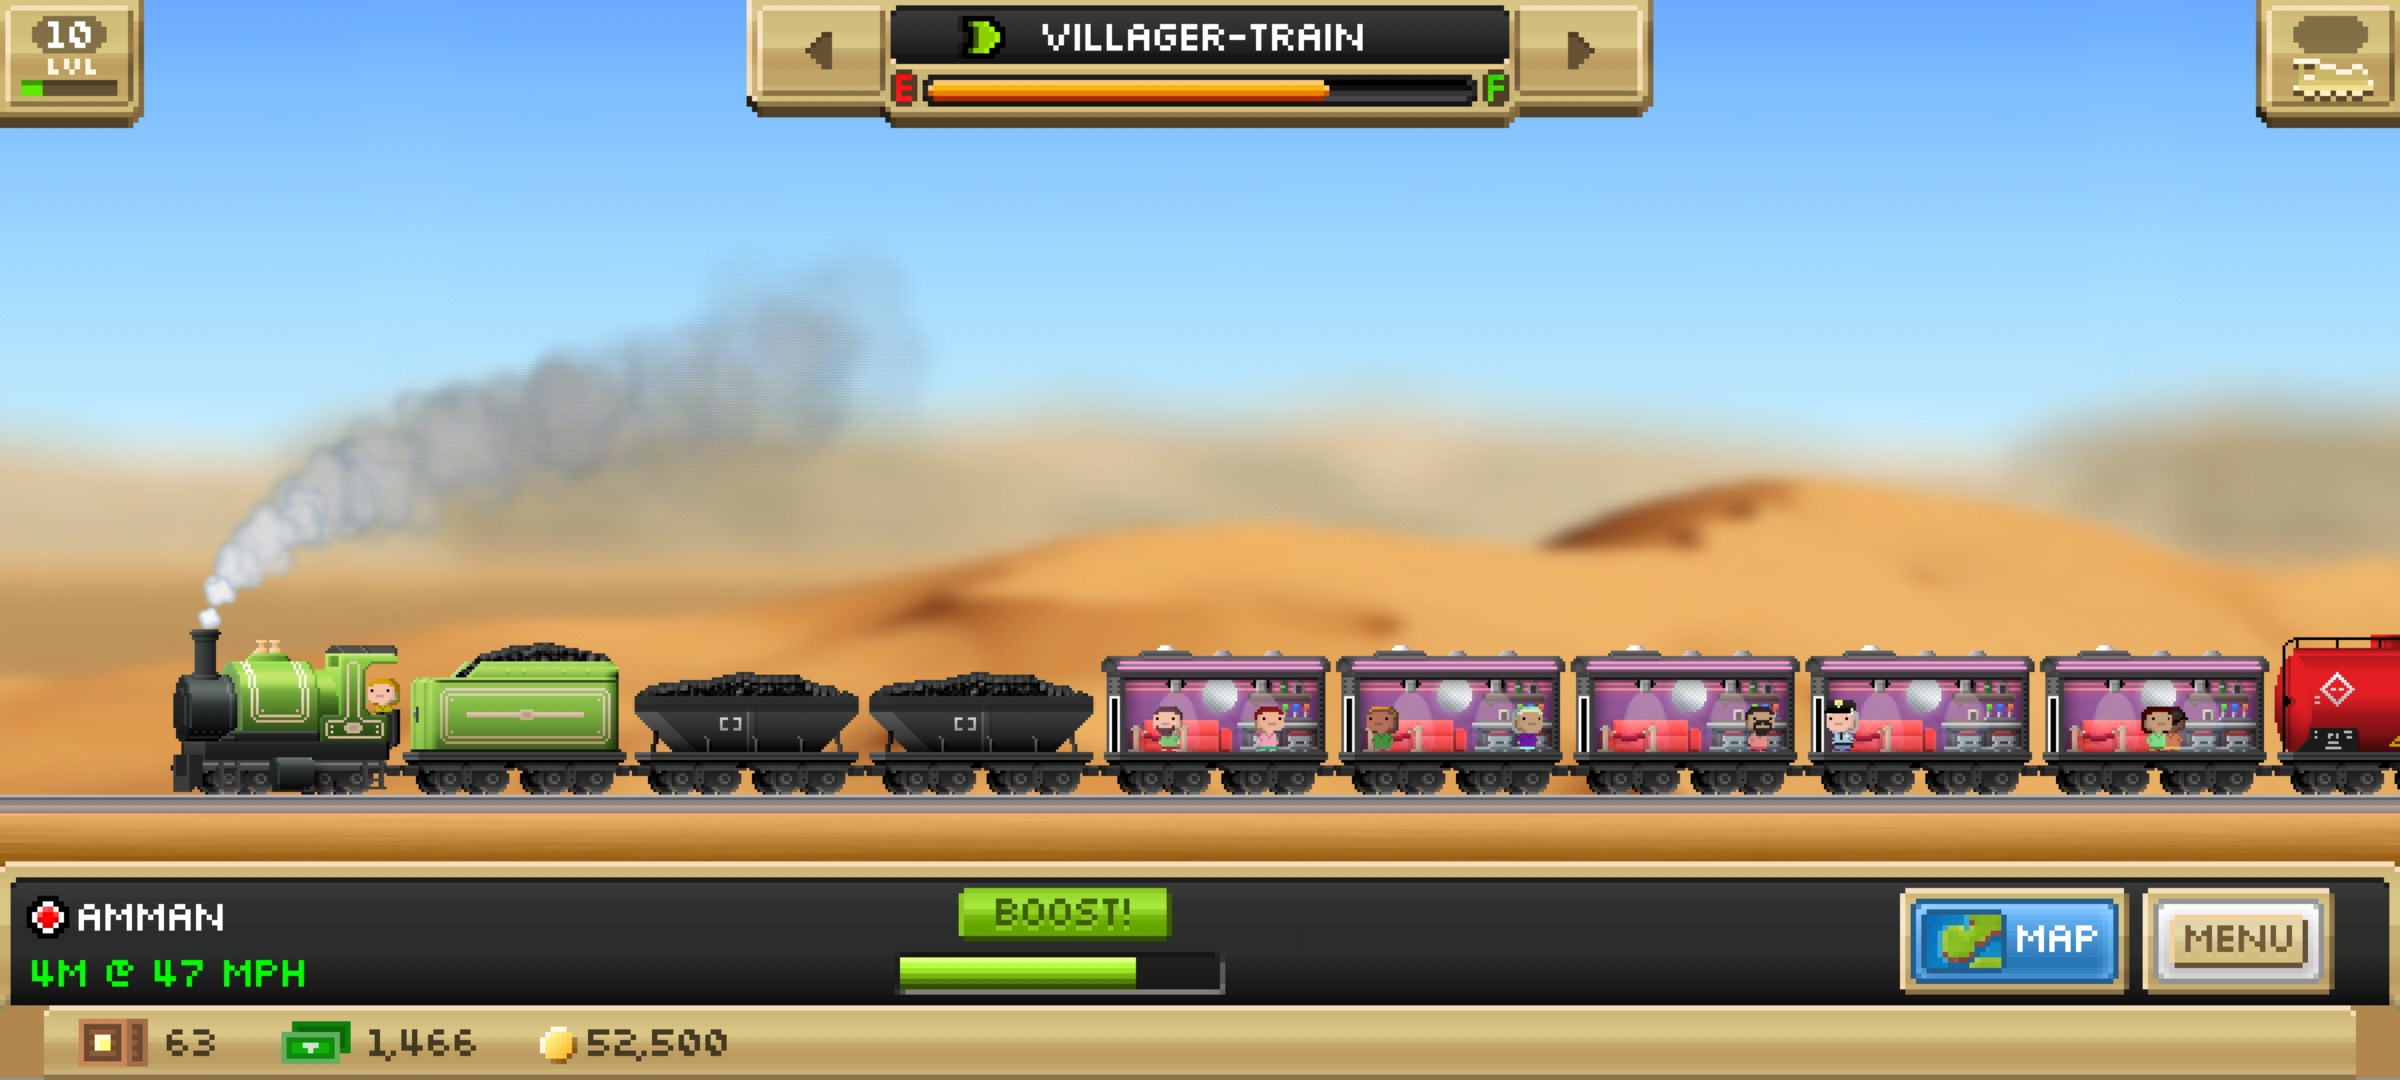 10
LVL
VILLAGER-TRAIN
E F
AMMAN
BOOST!
4M @ 47 MPH
MAP
MENU
63 1,466 52,500